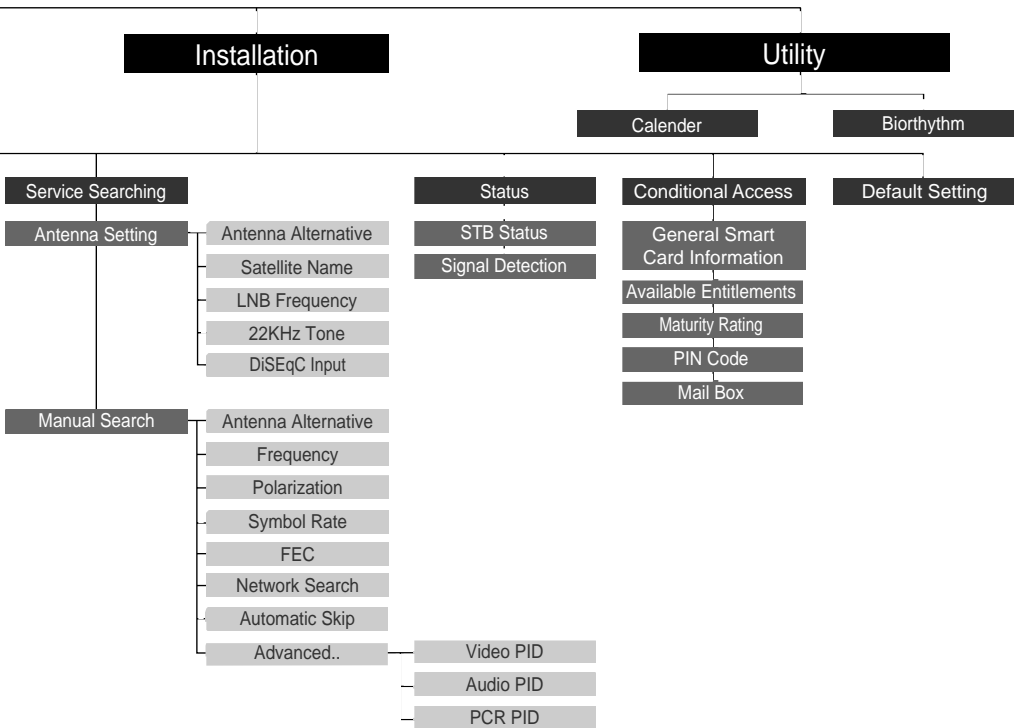 Installation
Utility
Calender
Biorthythm
Service Searching
Status
Conditional Access
Default Setting
Antenna Setting
Antenna Alternative
Satellite Name
LNB Frequency
22KHz Tone
DiSEqC Input
STB Status
Signal Detection
General Smart
Card Information
Available Entitlements
Maturity Rating
PIN Code
Mail Box
Manual Search
Antenna Alternative
Frequency
Polarization
Symbol Rate
FEC
Network Search
Automatic Skip
Advanced..
Video PID
Audio PID
PCR PID